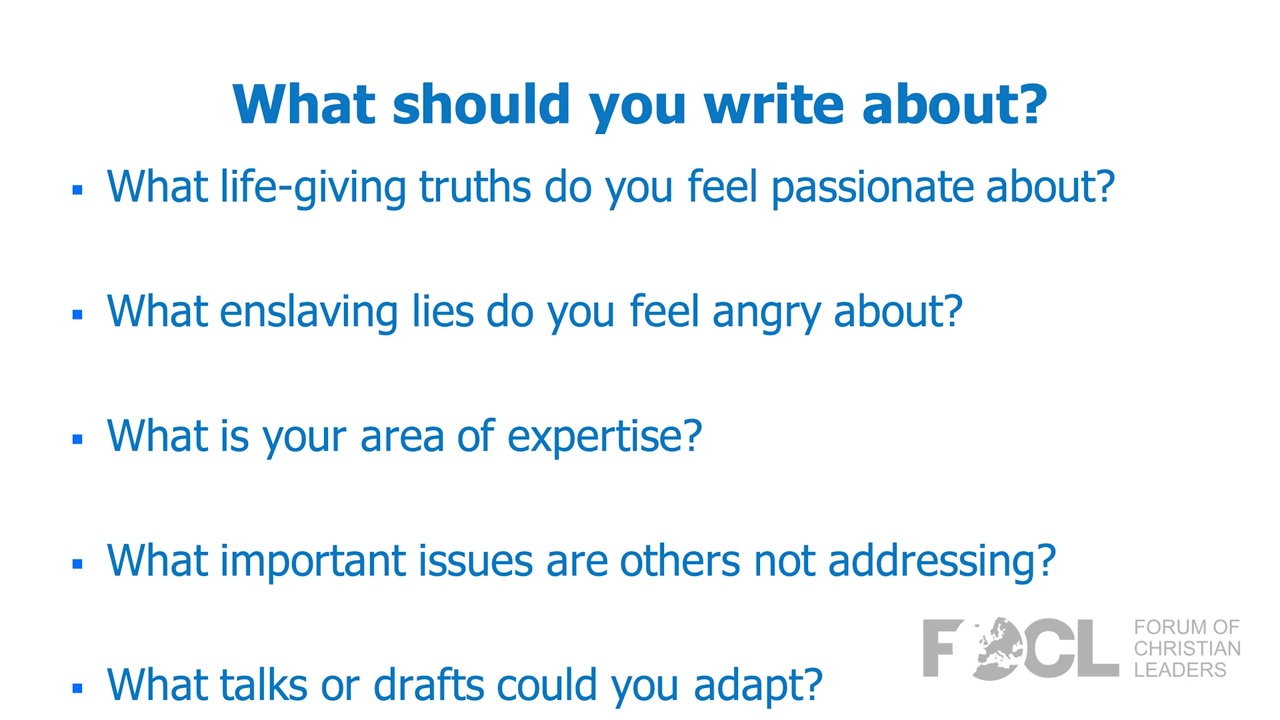 What should you write about?
▪ What life-giving truths do you feel passionate about?
▪ What enslaving lies do you feel angry about?
▪ What is your area of expertise?
▪ What important issues are others not addressing?
▪ What talks or drafts could you adapt?
FOCL
FORUM OF
CHRISTIAN
LEADERS